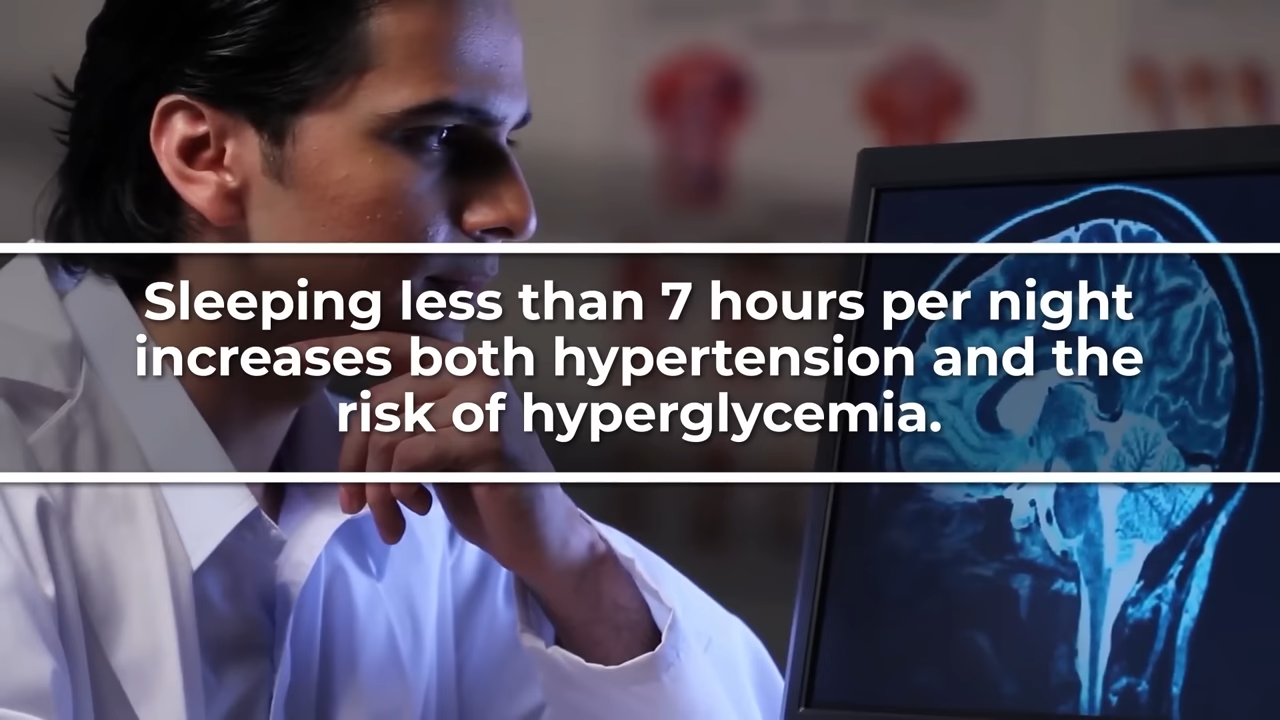 Sleeping less than 7 hours per night
increases both hypertension and the
risk of hyperglycemia.